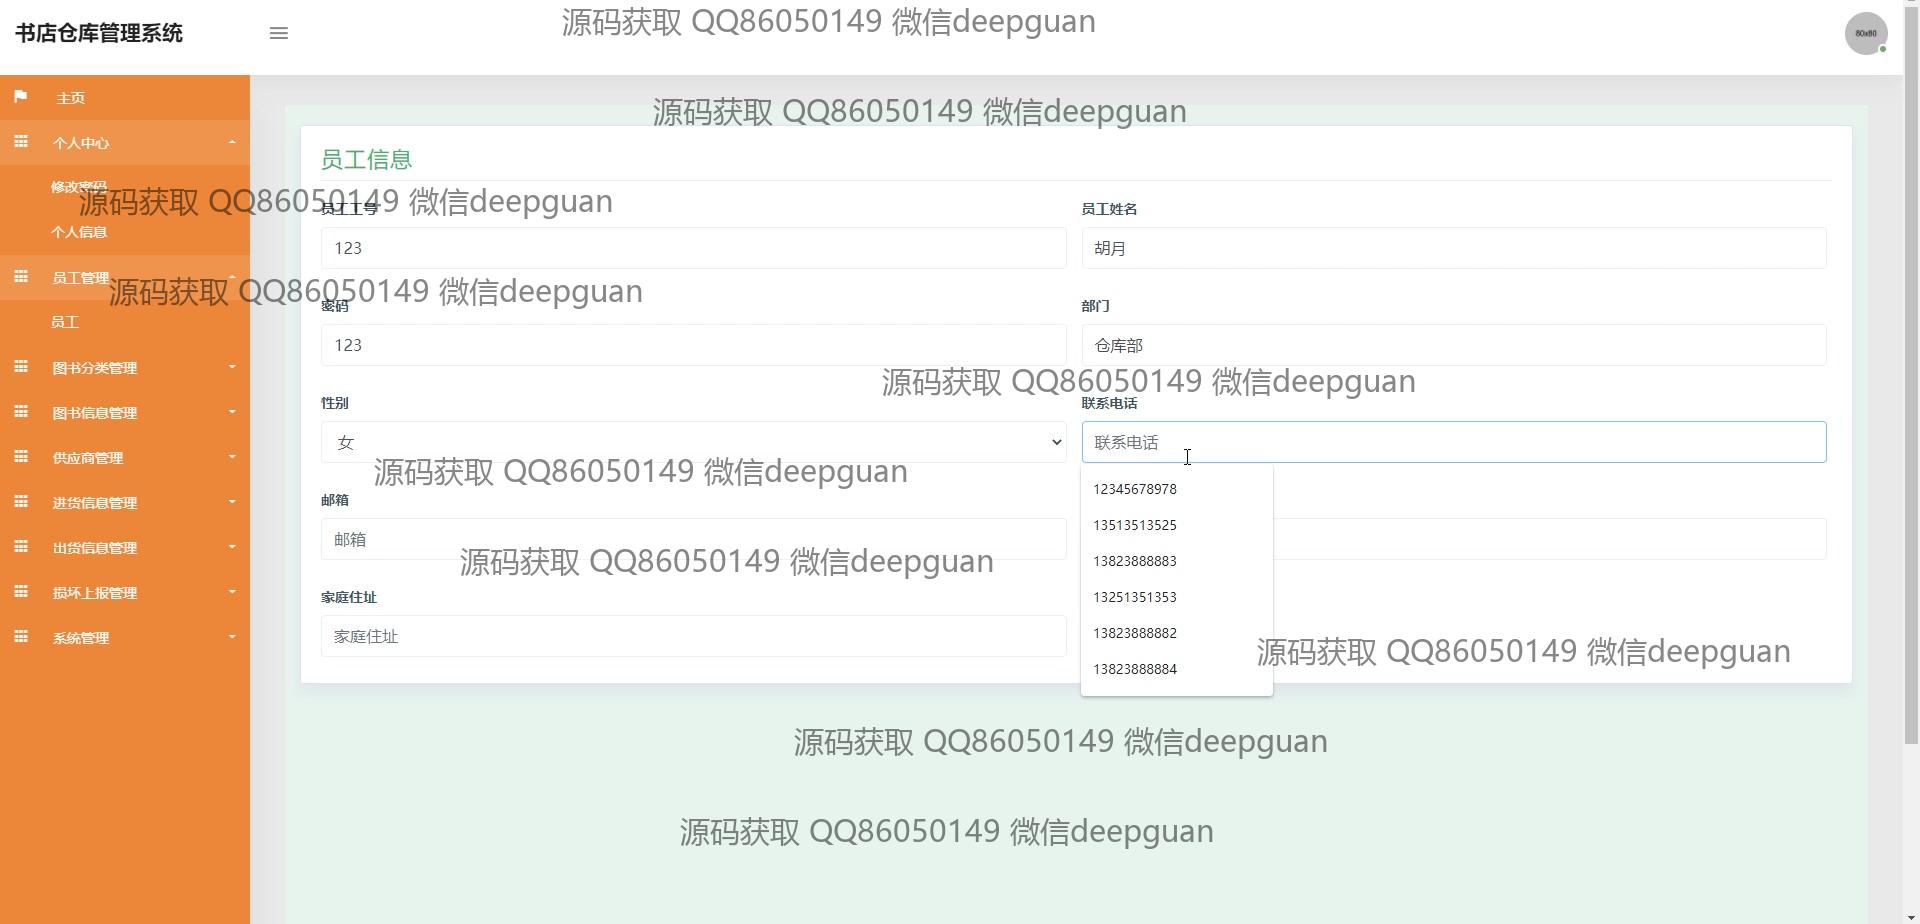 书店仓库管理系统
源码获取 QQ86050149 微信deepguan
80x80
主页
源码获取 QQ86050149 微信deepguan
个人中心
员工信息
修改密码
源码获取 QQ86050149 微信deepguan
员工工号
员工姓名
个人信息
123
胡月
员工管理
源码获取 QQ86050149 微信deepguan
密码
部门
员工
123
仓库部
图书分类管理
源码获取 QQ86050149 微信deepguan
性别
联系电话
图书信息管理
女
联系电话
供应商管理
源码获取 QQ86050149 微信deepguan
12345678978
邮箱
进货信息管理
13513513525
邮箱
出货信息管理
源码获取 QQ86050149 微信deepguan
13823888883
损坏上报管理
家庭住址
13251351353
系统管理
家庭住址
13823888882
源码获取 QQ86050149 微信deepguan
13823888884
源码获取 QQ86050149 微信deepguan
源码获取 QQ86050149 微信deepguan